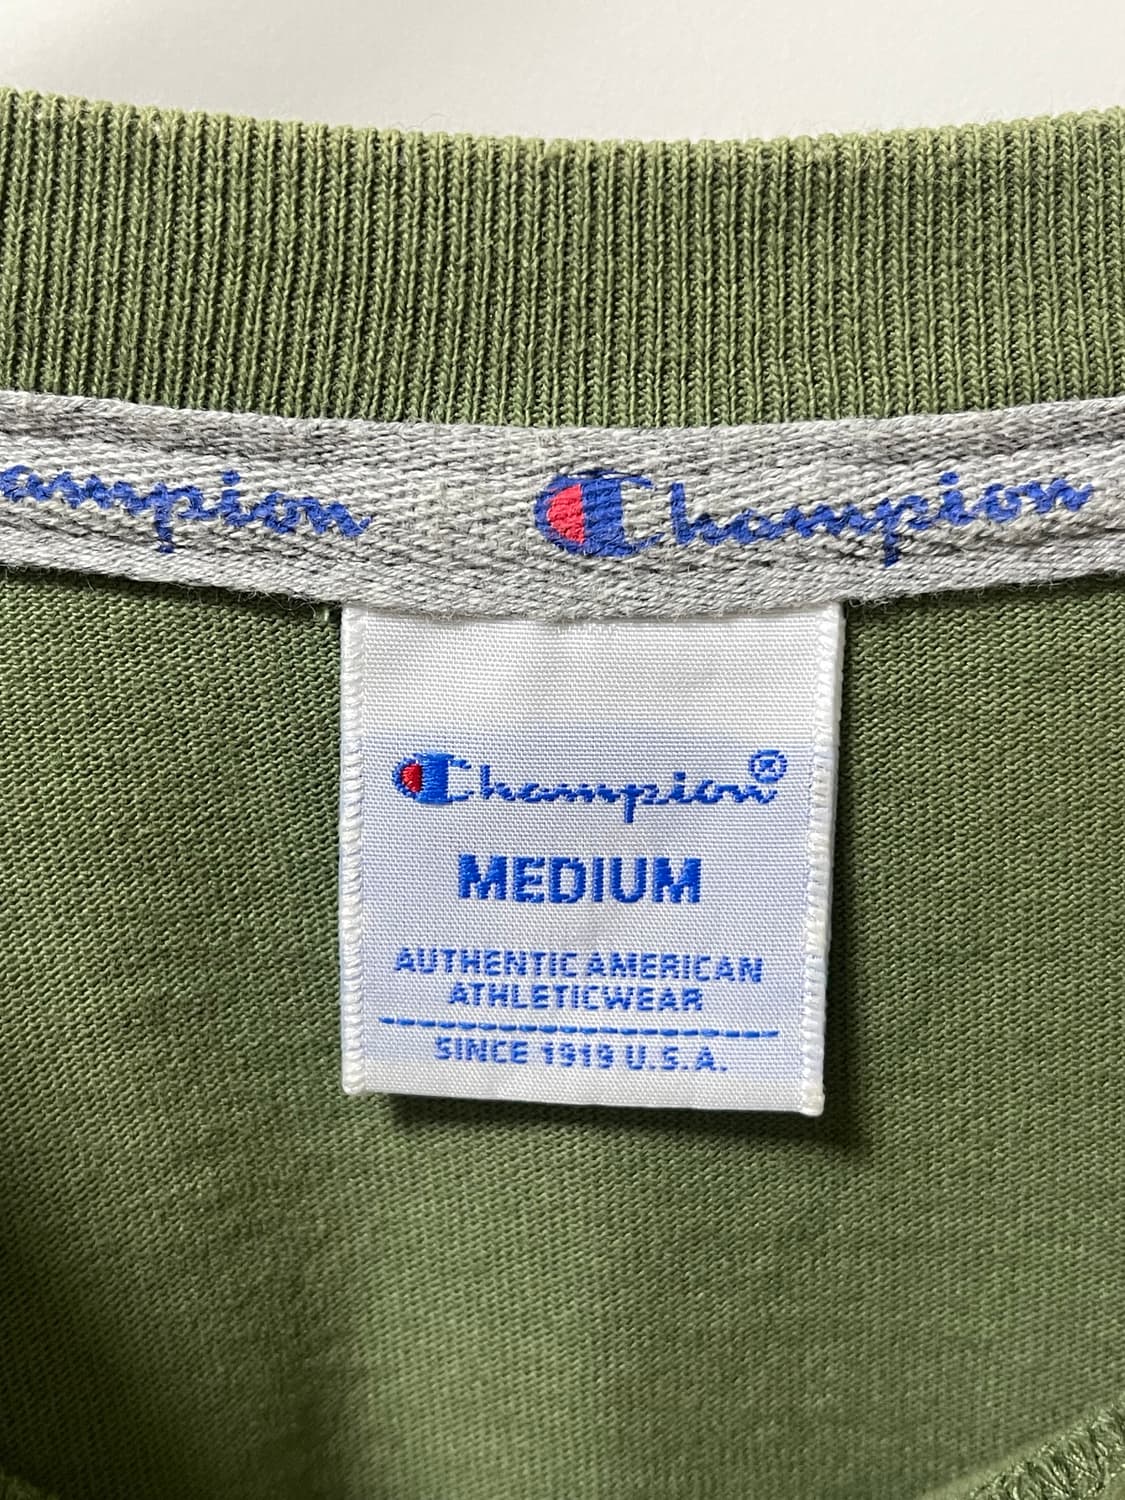 ampion Champion
Champion®
MEDIUM
AUTHENTIC AMERICAN
ATHLETICWEAR
SINCE 1919 U.S.A.